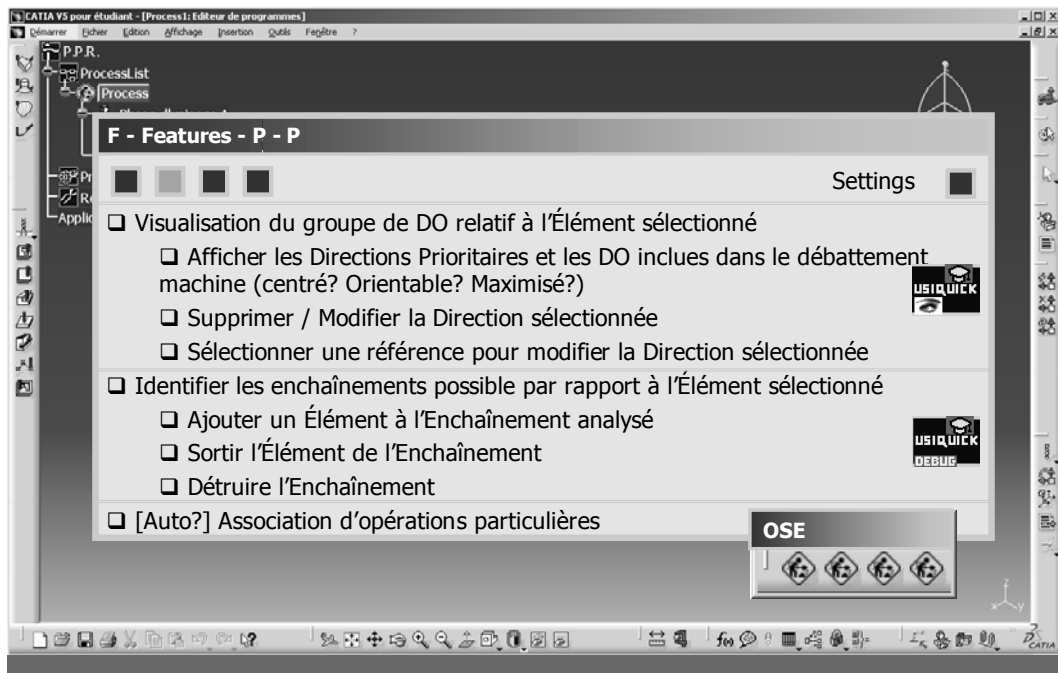 CATIA V5 pour étudiant - [Process1: Editeur de programmes]
Démarrer Fichier Edition Affichage Insertion Outils Fenêtre ?
P.P.R.
ProcessList
Process
F - Features - P - P
Pr
R
Applic
Settings
❑ Visualisation du groupe de DO relatif à l'Élément sélectionné
❑ Afficher les Directions Prioritaires et les DO inclues dans le débattement
machine (centré? Orientable? Maximisé?)
USIQUICK
❑ Supprimer / Modifier la Direction sélectionnée
❑ Sélectionner une référence pour modifier la Direction sélectionnée
❑ Identifier les enchaînements possible par rapport à l'Élément sélectionné
❑ Ajouter un Élément à l'Enchaînement analysé
USIQUICK
DEBUG
❑ Sortir l'Élément de l'Enchaînement
❑ Détruire l'Enchaînement
❑ [Auto?] Association d'opérations particulières
OSE
z
x y
f(x)
CATIA